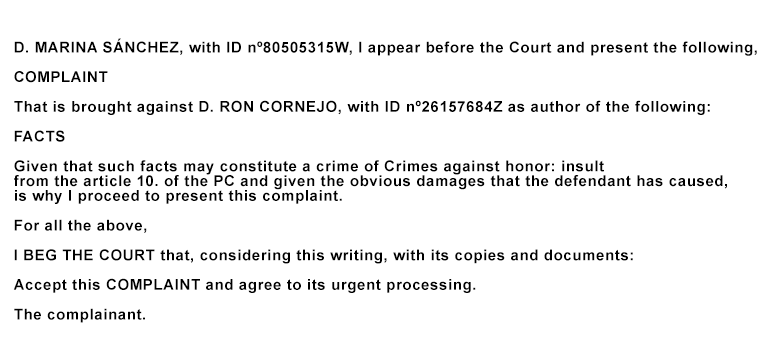 D. MARINA SÁNCHEZ, with ID nº80505315W, I appear before the Court and present the following,
COMPLAINT
That is brought against D. RON CORNEJO, with ID nº26157684Z as author of the following:
FACTS
Given that such facts may constitute a crime of Crimes against honor: insult
from the article 10. of the PC and given the obvious damages that the defendant has caused,
is why I proceed to present this complaint.
For all the above,
I BEG THE COURT that, considering this writing, with its copies and documents:
Accept this COMPLAINT and agree to its urgent processing.
The complainant.